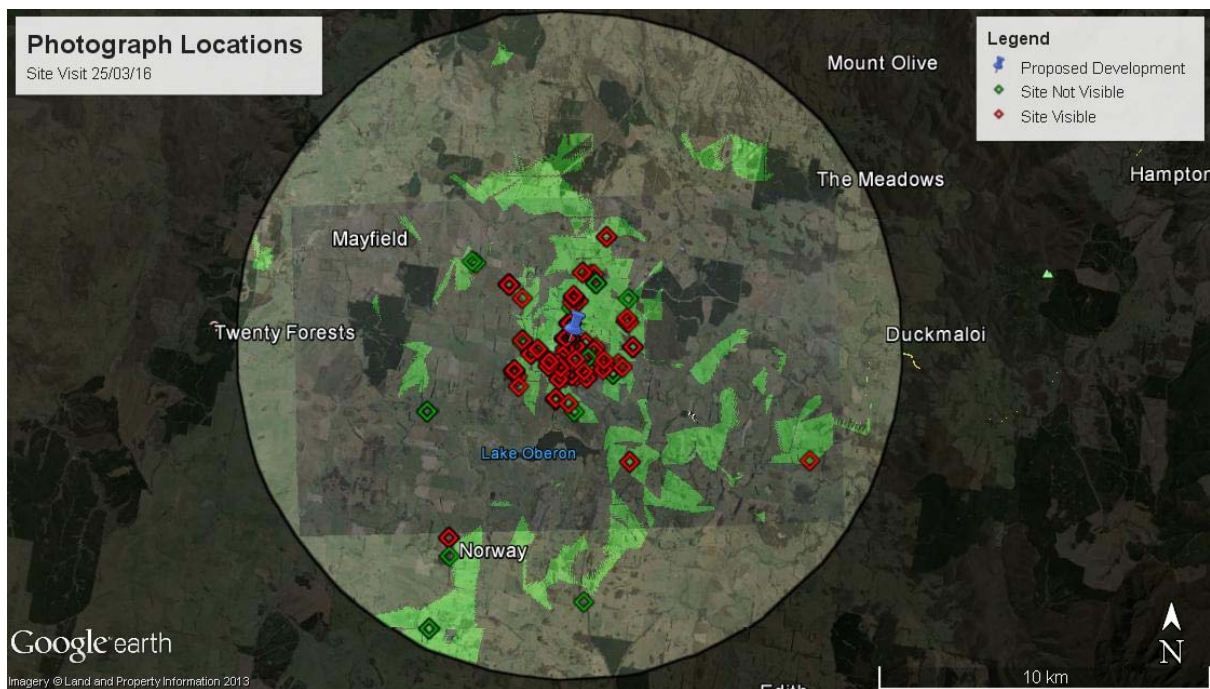 Photograph Locations
Site Visit 25/03/16
Legend
Proposed Development
Site Not Visible
Site Visible
Mount Olive
The Meadows
Hampton
Mayfield
Twenty Forests
Duckmaloi
Lake Oberon
Norway
Edith
Google earth
Imagery © Land and Property Information 2013
N
10 km